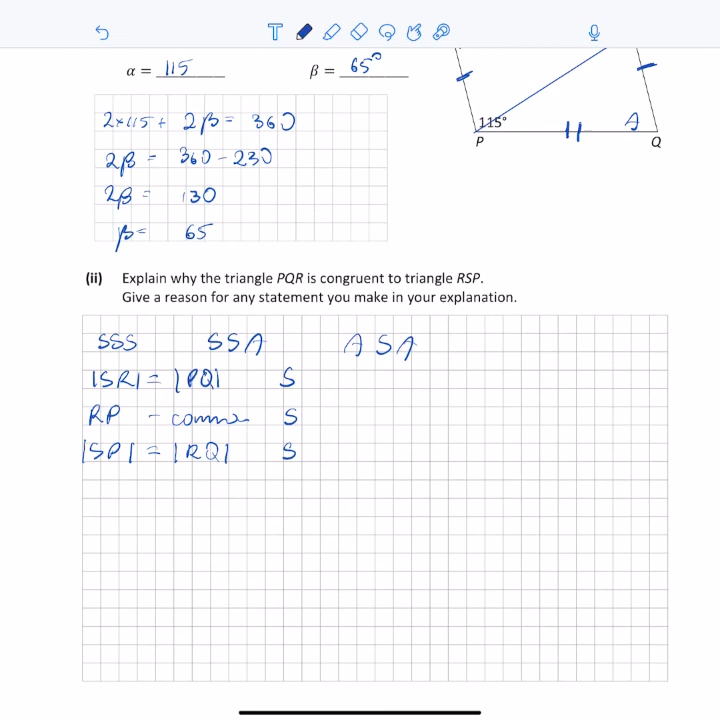 T
α = 115
β = 65°
2×115 + 2β = 360
2β = 360 - 230
2β = 130
β = 65
115°
A
P
Q
(ii) Explain why the triangle PQR is congruent to triangle RSP.
Give a reason for any statement you make in your explanation.
SSS SSA ASA
|SR| = |PQ| S
RP - common S
|SP| = |RQ| S